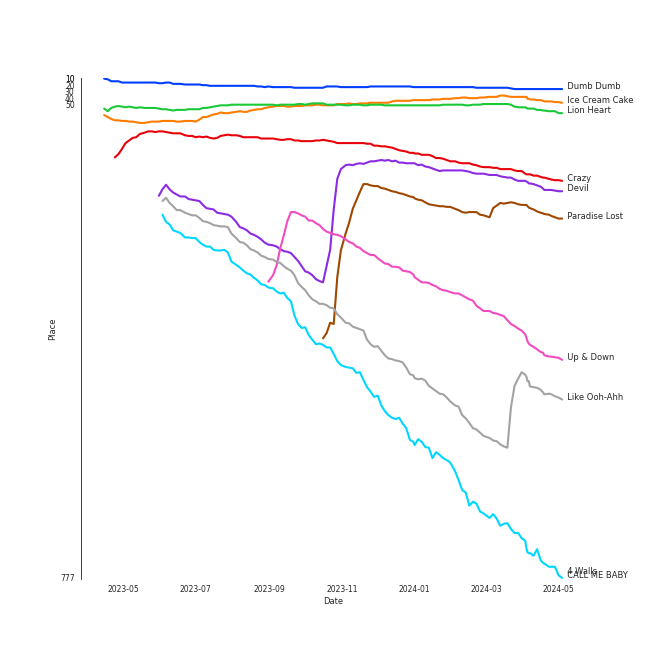 10
20
30
40
50
777
Place
2023-05
2023-07
2023-09
2023-11
2024-01
2024-03
2024-05
Date
Dumb Dumb
Ice Cream Cake
Lion Heart
Crazy
Devil
Paradise Lost
Up & Down
Like Ooh-Ahh
4 Walls
CALL ME BABY